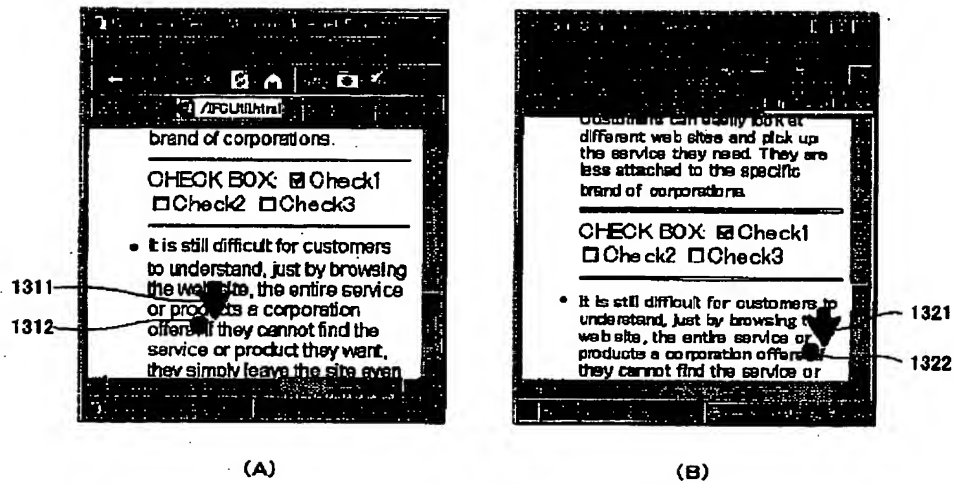 /IFCUtil.html
brand of corporations.
CHECK BOX: ☑ Check1
☐ Check2 ☐ Check3
• It is still difficult for customers
to understand, just by browsing
the website, the entire service
or products a corporation
offers. If they cannot find the
service or product they want,
they simply leave the site even
1311
1312
(A)
Customers can easily look at
different web sites and pick up
the service they need. They are
less attached to the specific
brand of corporations.
CHECK BOX: ☑ Check1
☐ Check2 ☐ Check3
• It is still difficult for customers to
understand, just by browsing
website, the entire service or
products a corporation offers. If
they cannot find the service or
1321
1322
(B)